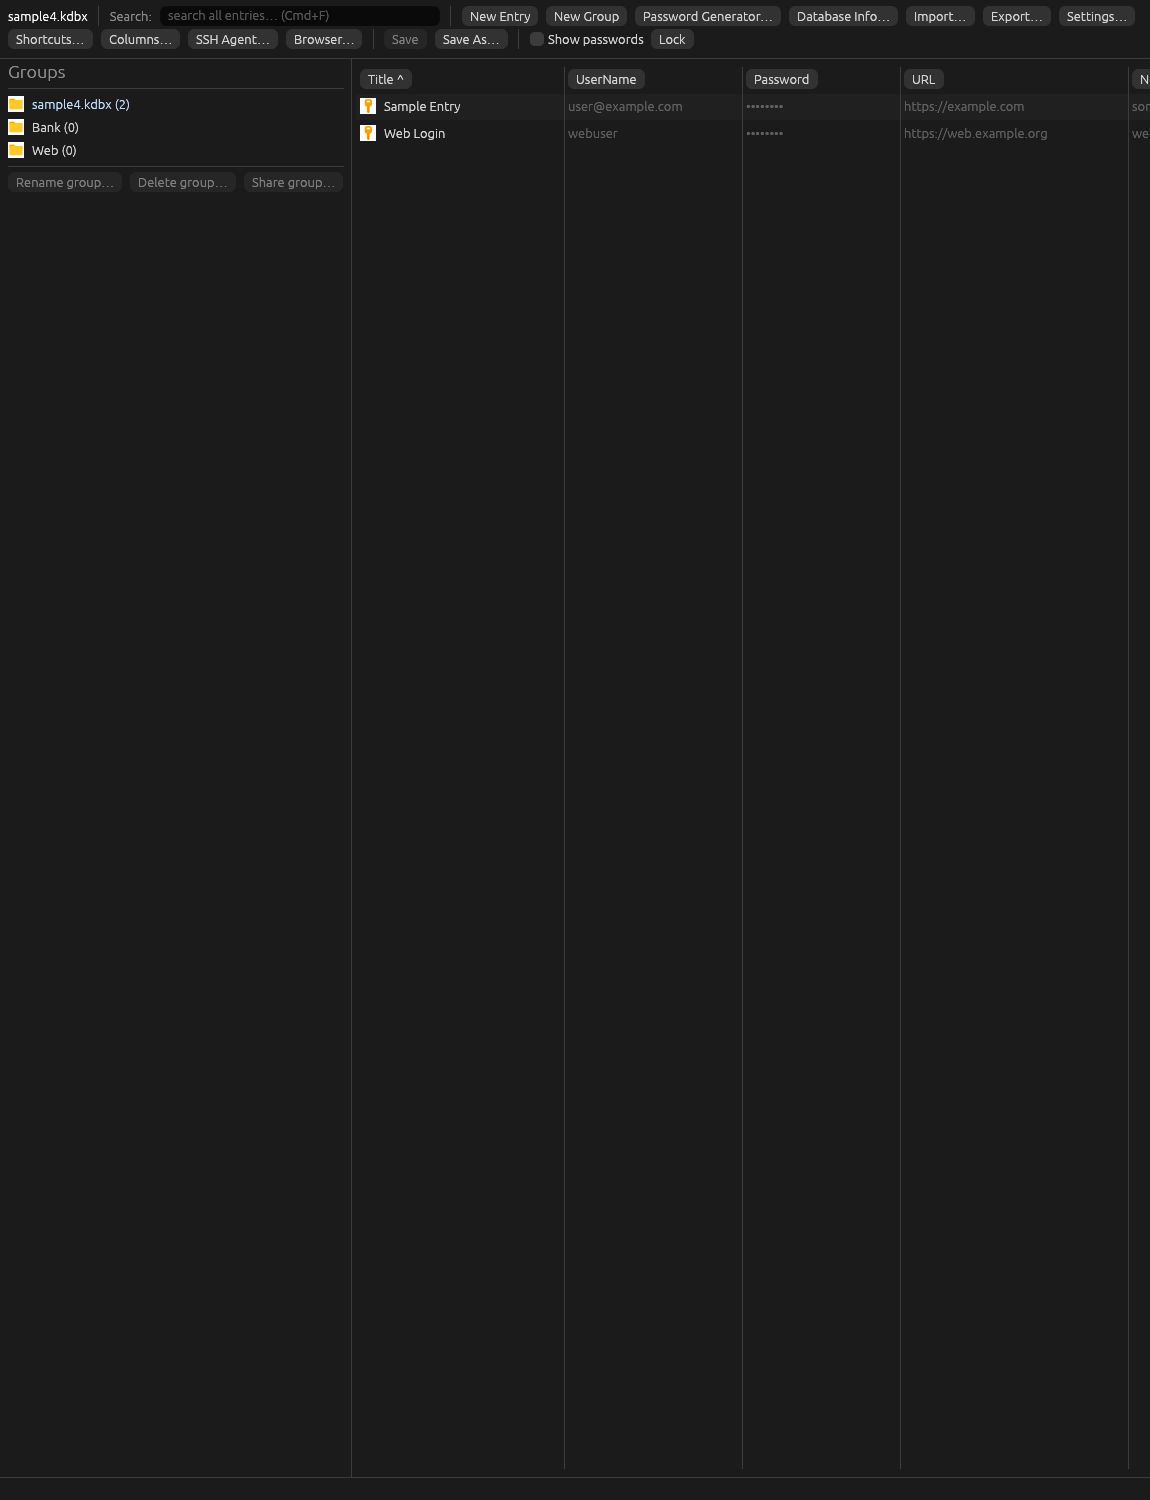 sample4.kdbx Search: search all entries... (Cmd+F) New Entry New Group Password Generator... Database Info... Import... Export... Settings...
Shortcuts... Columns... SSH Agent... Browser... Save Save As... Show passwords Lock
Groups
sample4.kdbx (2)
Bank (0)
Web (0)
Rename group... Delete group... Share group...
Title ^ UserName Password URL
Sample Entry user@example.com •••••••• https://example.com
Web Login webuser •••••••• https://web.example.org